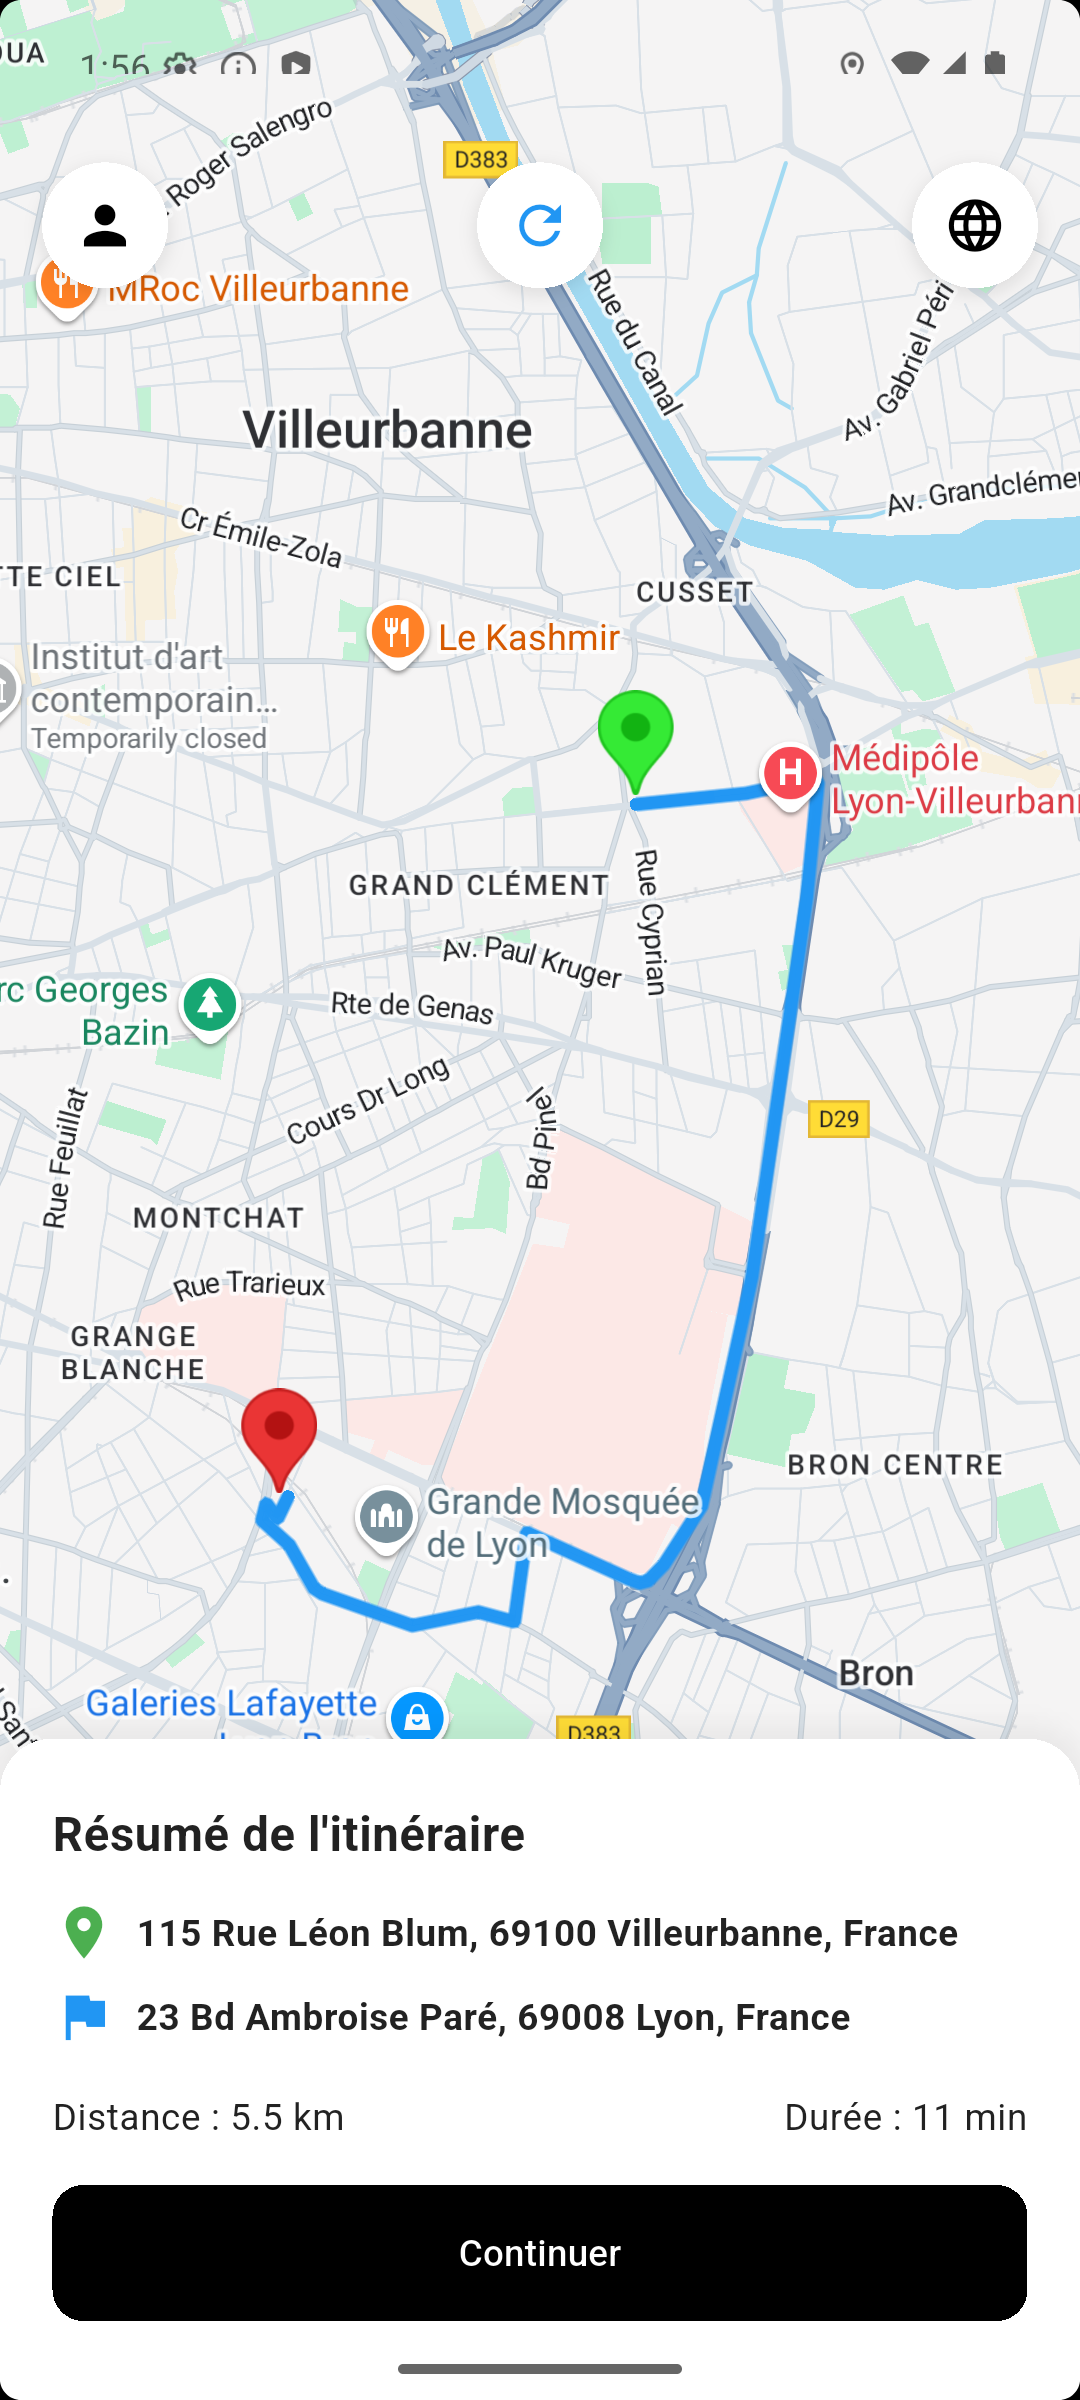 1:56
Roger Salengro
D383
MRoc Villeurbanne
Rue du Canal
Av. Gabriel Péri
Villeurbanne
Av. Grandclémen
Cr Émile-Zola
TTE CIEL
CUSSET
Le Kashmir
Institut d'art
contemporain...
Temporarily closed
Médipôle
Lyon-Villeurbann
GRAND CLÉMENT
Rue Cyprian
Av. Paul Kruger
rc Georges
Bazin
Rte de Genas
Cours Dr Long
Rue Feuillat
Bd Pinel
D29
MONTCHAT
Rue Trarieux
GRANGE
BLANCHE
BRON CENTRE
Grande Mosquée
de Lyon
Bron
Galeries Lafayette
D383
Résumé de l'itinéraire
115 Rue Léon Blum, 69100 Villeurbanne, France
23 Bd Ambroise Paré, 69008 Lyon, France
Distance : 5.5 km
Durée : 11 min
Continuer